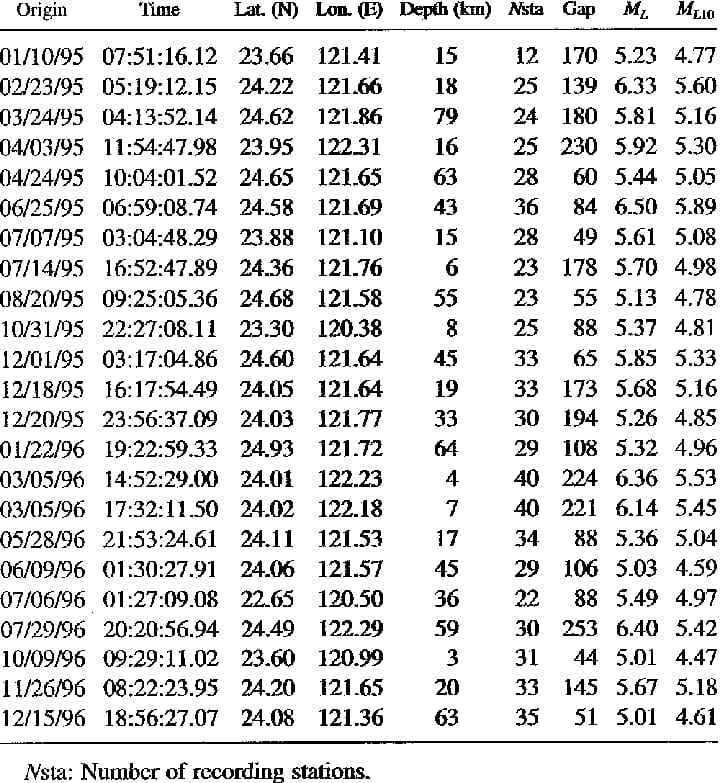 Origin Time Lat. (N) Lon. (E) Depth (km) Nsta Gap ML ML10
01/10/95 07:51:16.12 23.66 121.41 15 12 170 5.23 4.77
02/23/95 05:19:12.15 24.22 121.66 18 25 139 6.33 5.60
03/24/95 04:13:52.14 24.62 121.86 79 24 180 5.81 5.16
04/03/95 11:54:47.98 23.95 122.31 16 25 230 5.92 5.30
04/24/95 10:04:01.52 24.65 121.65 63 28 60 5.44 5.05
06/25/95 06:59:08.74 24.58 121.69 43 36 84 6.50 5.89
07/07/95 03:04:48.29 23.88 121.10 15 28 49 5.61 5.08
07/14/95 16:52:47.89 24.36 121.76 6 23 178 5.70 4.98
08/20/95 09:25:05.36 24.68 121.58 55 23 55 5.13 4.78
10/31/95 22:27:08.11 23.30 120.38 8 25 88 5.37 4.81
12/01/95 03:17:04.86 24.60 121.64 45 33 65 5.85 5.33
12/18/95 16:17:54.49 24.05 121.64 19 33 173 5.68 5.16
12/20/95 23:56:37.09 24.03 121.77 33 30 194 5.26 4.85
01/22/96 19:22:59.33 24.93 121.72 64 29 108 5.32 4.96
03/05/96 14:52:29.00 24.01 122.23 4 40 224 6.36 5.53
03/05/96 17:32:11.50 24.02 122.18 7 40 221 6.14 5.45
05/28/96 21:53:24.61 24.11 121.53 17 34 88 5.36 5.04
06/09/96 01:30:27.91 24.06 121.57 45 29 106 5.03 4.59
07/06/96 01:27:09.08 22.65 120.50 36 22 88 5.49 4.97
07/29/96 20:20:56.94 24.49 122.29 59 30 253 6.40 5.42
10/09/96 09:29:11.02 23.60 120.99 3 31 44 5.01 4.47
11/26/96 08:22:23.95 24.20 121.65 20 33 145 5.67 5.18
12/15/96 18:56:27.07 24.08 121.36 63 35 51 5.01 4.61
Nsta: Number of recording stations.